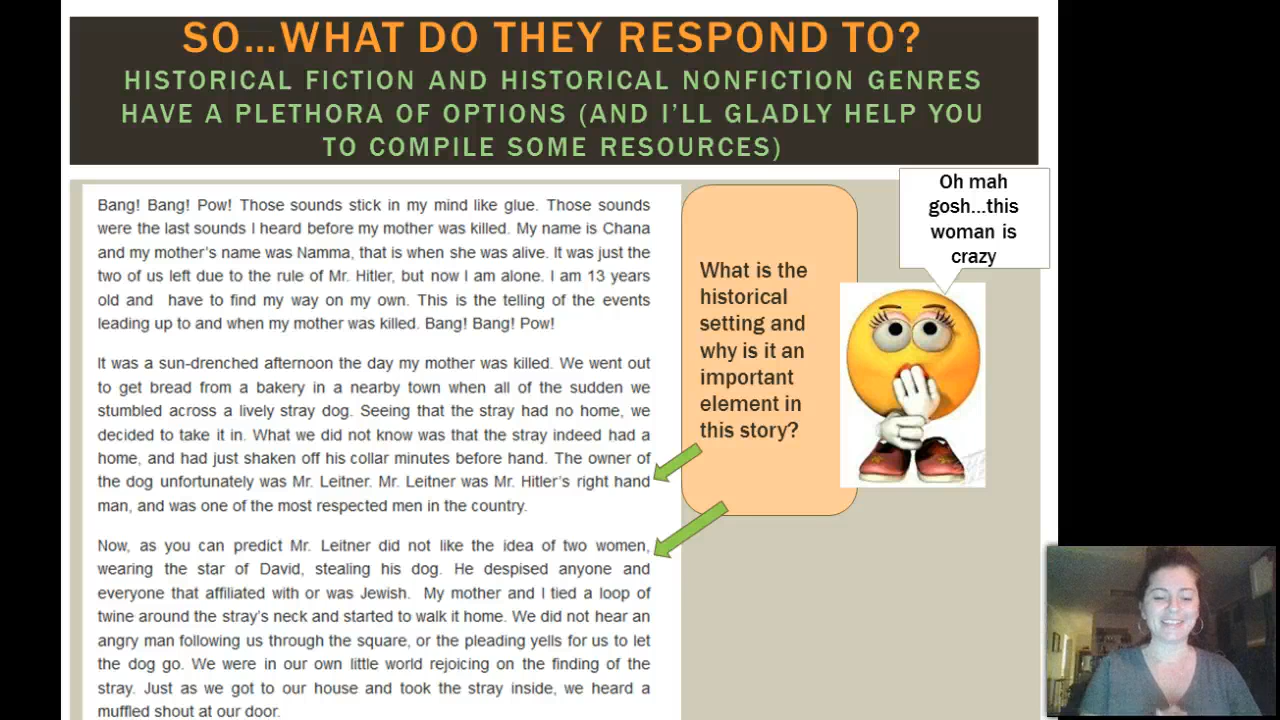 SO...WHAT DO THEY RESPOND TO?
HISTORICAL FICTION AND HISTORICAL NONFICTION GENRES
HAVE A PLETHORA OF OPTIONS (AND I'LL GLADLY HELP YOU
TO COMPILE SOME RESOURCES)
Bang! Bang! Pow! Those sounds stick in my mind like glue. Those sounds
were the last sounds I heard before my mother was killed. My name is Chana
and my mother's name was Namma, that is when she was alive. It was just the
two of us left due to the rule of Mr. Hitler, but now I am alone. I am 13 years
old and have to find my way on my own. This is the telling of the events
leading up to and when my mother was killed. Bang! Bang! Pow!
It was a sun-drenched afternoon the day my mother was killed. We went out
to get bread from a bakery in a nearby town when all of the sudden we
stumbled across a lively stray dog. Seeing that the stray had no home, we
decided to take it in. What we did not know was that the stray indeed had a
home, and had just shaken off his collar minutes before hand. The owner of
the dog unfortunately was Mr. Leitner. Mr. Leitner was Mr. Hitler's right hand
man, and was one of the most respected men in the country.
Now, as you can predict Mr. Leitner did not like the idea of two women,
wearing the star of David, stealing his dog. He despised anyone and
everyone that affiliated with or was Jewish. My mother and I tied a loop of
twine around the stray's neck and started to walk it home. We did not hear an
angry man following us through the square, or the pleading yells for us to let
the dog go. We were in our own little world rejoicing on the finding of the
stray. Just as we got to our house and took the stray inside, we heard a
muffled shout at our door.
What is the
historical
setting and
why is it an
important
element in
this story?
Oh mah
gosh...this
woman is
crazy